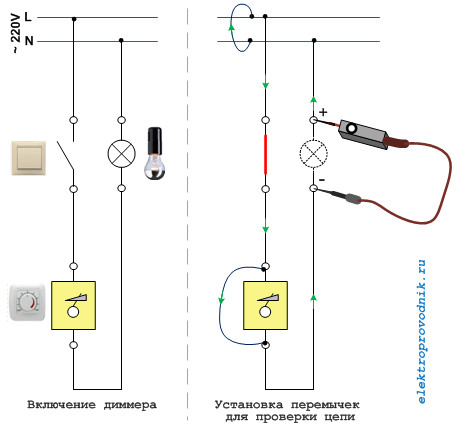 ~ 220V
L
N
+
-
elektroprovodnik.ru
Включение диммера
Установка перемычек
для проверки цепи